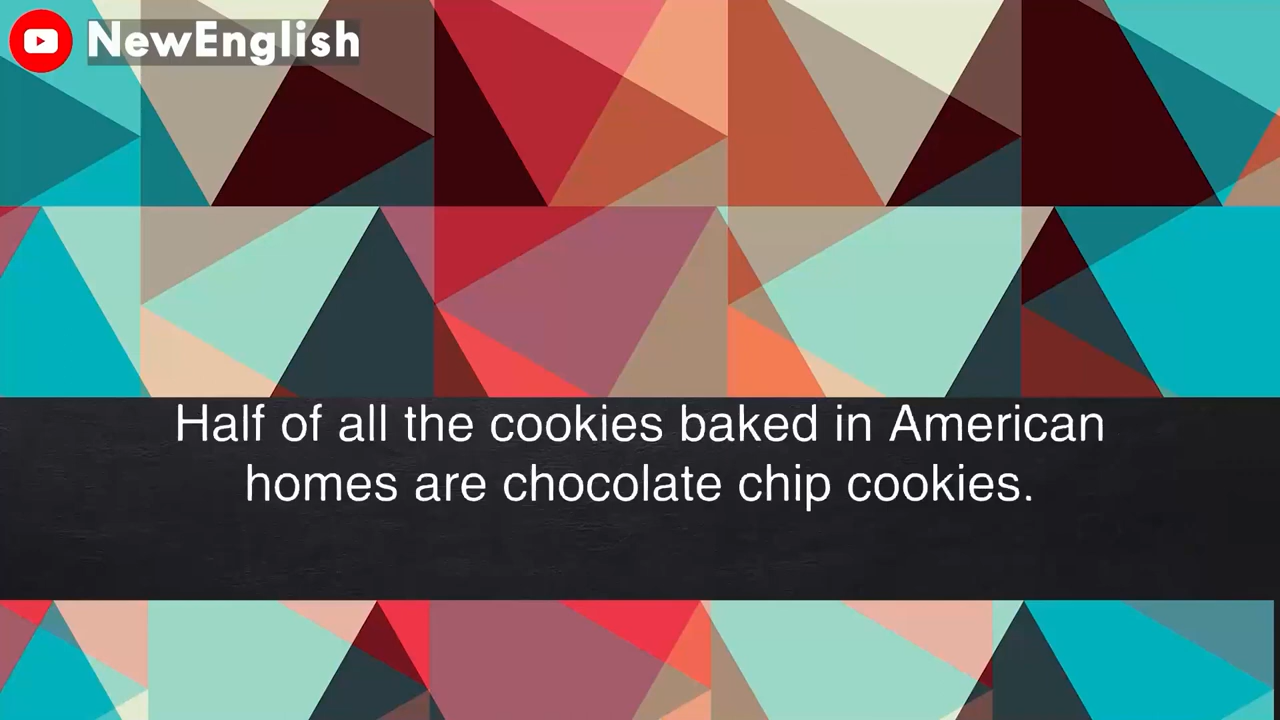 NewEnglish
Half of all the cookies baked in American
homes are chocolate chip cookies.